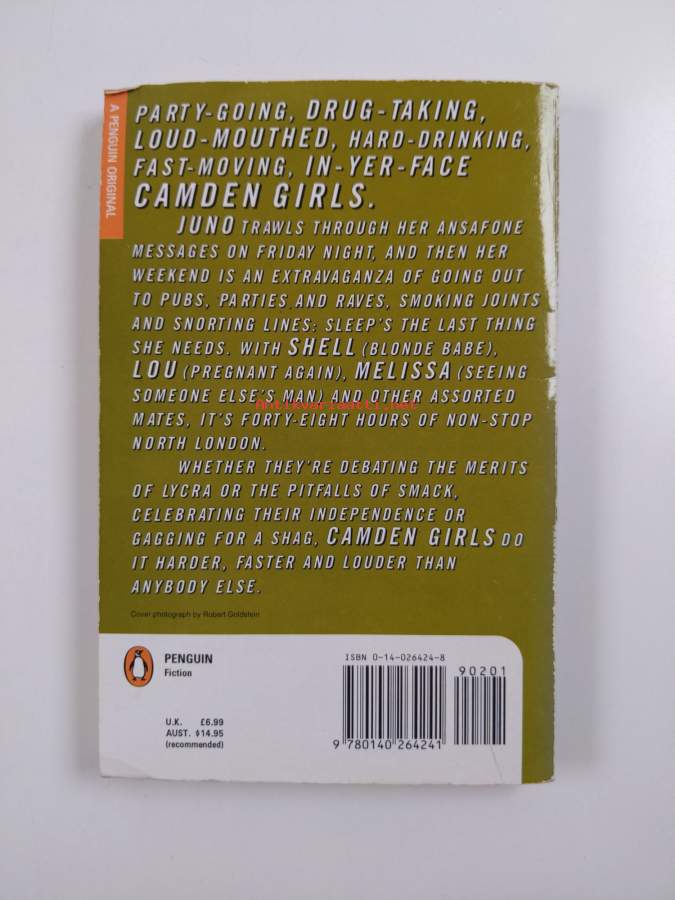 A PENGUIN ORIGINAL
PARTY-GOING, DRUG-TAKING,
LOUD-MOUTHED, HARD-DRINKING,
FAST-MOVING, IN-YER-FACE
CAMDEN GIRLS.
JUNO TRAWLS THROUGH HER ANSAFONE
MESSAGES ON FRIDAY NIGHT, AND THEN HER
WEEKEND IS AN EXTRAVAGANZA OF GOING OUT
TO PUBS, PARTIES AND RAVES, SMOKING JOINTS
AND SNORTING LINES: SLEEP'S THE LAST THING
SHE NEEDS. WITH SHELL (BLONDE BABE),
LOU (PREGNANT AGAIN), MELISSA (SEEING
SOMEONE ELSE'S MAN) AND OTHER ASSORTED
Antikvariaatti.net
MATES, IT'S FORTY-EIGHT HOURS OF NON-STOP
NORTH LONDON.
WHETHER THEY'RE DEBATING THE MERITS
OF LYCRA OR THE PITFALLS OF SMACK,
CELEBRATING THEIR INDEPENDENCE OR
GAGGING FOR A SHAG, CAMDEN GIRLS DO
IT HARDER, FASTER AND LOUDER THAN
ANYBODY ELSE.
Cover photograph by Robert Goldstein
PENGUIN
Fiction
U.K. £6.99
AUST. $14.95
(recommended)
ISBN 0-14-026424-8
90201
9 780140 264241